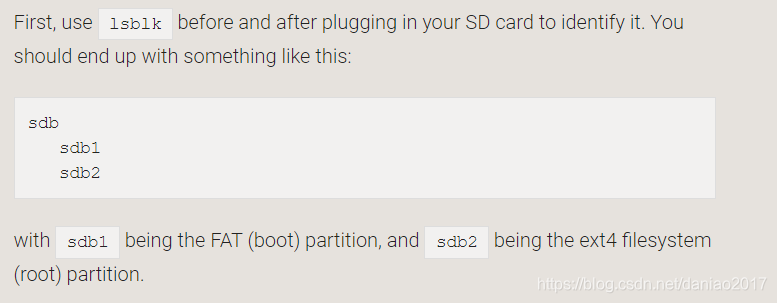 First, use lsblk before and after plugging in your SD card to identify it. You
should end up with something like this:
sdb
sdb1
sdb2
with sdb1 being the FAT (boot) partition, and sdb2 being the ext4 filesystem
(root) partition.
https://blog.csdn.net/daniao2017